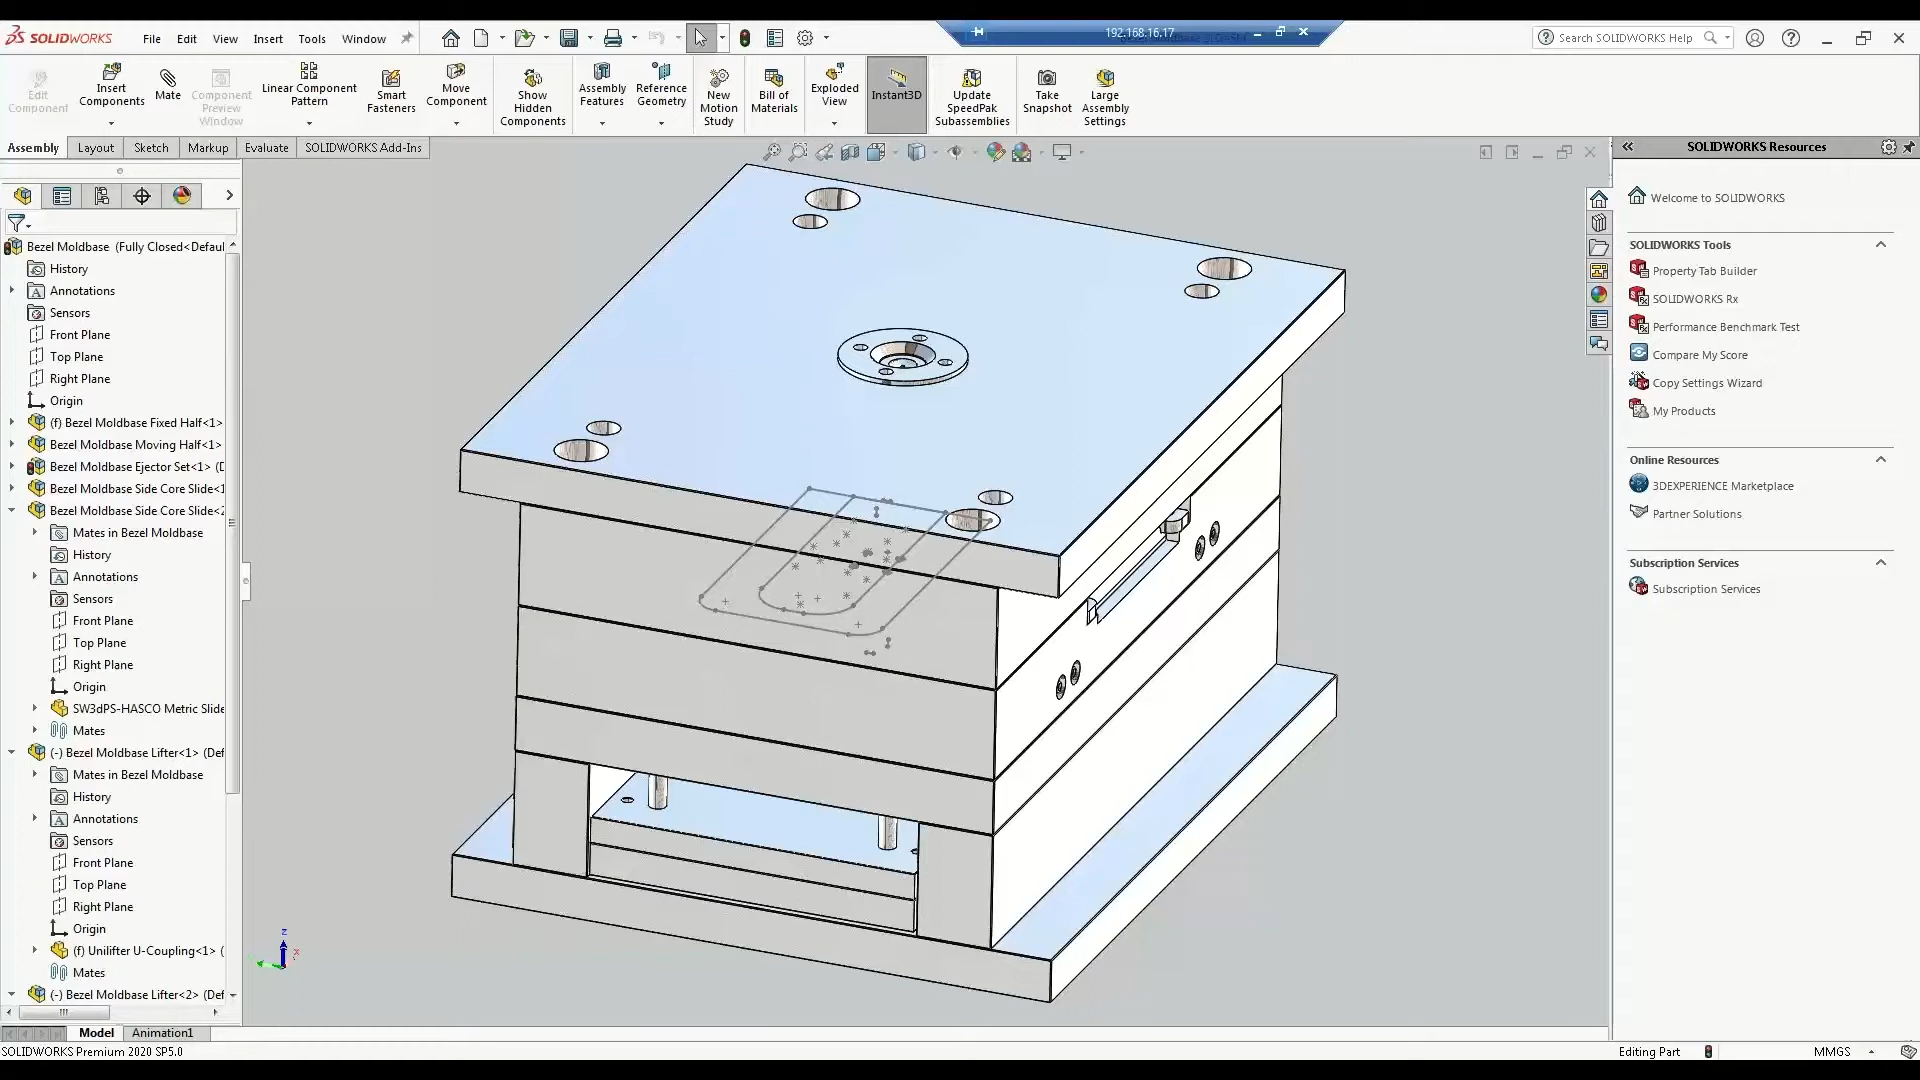 SOLIDWORKS File Edit View Insert Tools Window
192.168.16.17
Search SOLIDWORKS Help
Edit Component
Insert Components
Mate
Component Preview Window
Linear Component Pattern
Smart Fasteners
Move Component
Show Hidden Components
Assembly Features
Reference Geometry
New Motion Study
Bill of Materials
Exploded View
Instant3D
Update SpeedPak Subassemblies
Take Snapshot
Large Assembly Settings
Assembly Layout Sketch Markup Evaluate SOLIDWORKS Add-Ins
Bezel Moldbase (Fully Closed<Defaul
History
Annotations
Sensors
Front Plane
Top Plane
Right Plane
Origin
(f) Bezel Moldbase Fixed Half<1>
Bezel Moldbase Moving Half<1>
Bezel Moldbase Ejector Set<1> (D
Bezel Moldbase Side Core Slide<1
Bezel Moldbase Side Core Slide<2
Mates in Bezel Moldbase
History
Annotations
Sensors
Front Plane
Top Plane
Right Plane
Origin
SW3dPS-HASCO Metric Slide
Mates
(-) Bezel Moldbase Lifter<1> (Def
Mates in Bezel Moldbase
History
Annotations
Sensors
Front Plane
Top Plane
Right Plane
Origin
(f) Unilifter U-Coupling<1> (
Mates
(-) Bezel Moldbase Lifter<2> (Def
z
x
SOLIDWORKS Resources
Welcome to SOLIDWORKS
SOLIDWORKS Tools
Property Tab Builder
SOLIDWORKS Rx
Performance Benchmark Test
Compare My Score
Copy Settings Wizard
My Products
Online Resources
3DEXPERIENCE Marketplace
Partner Solutions
Subscription Services
Subscription Services
Model Animation1
SOLIDWORKS Premium 2020 SP5.0
Editing Part
MMGS